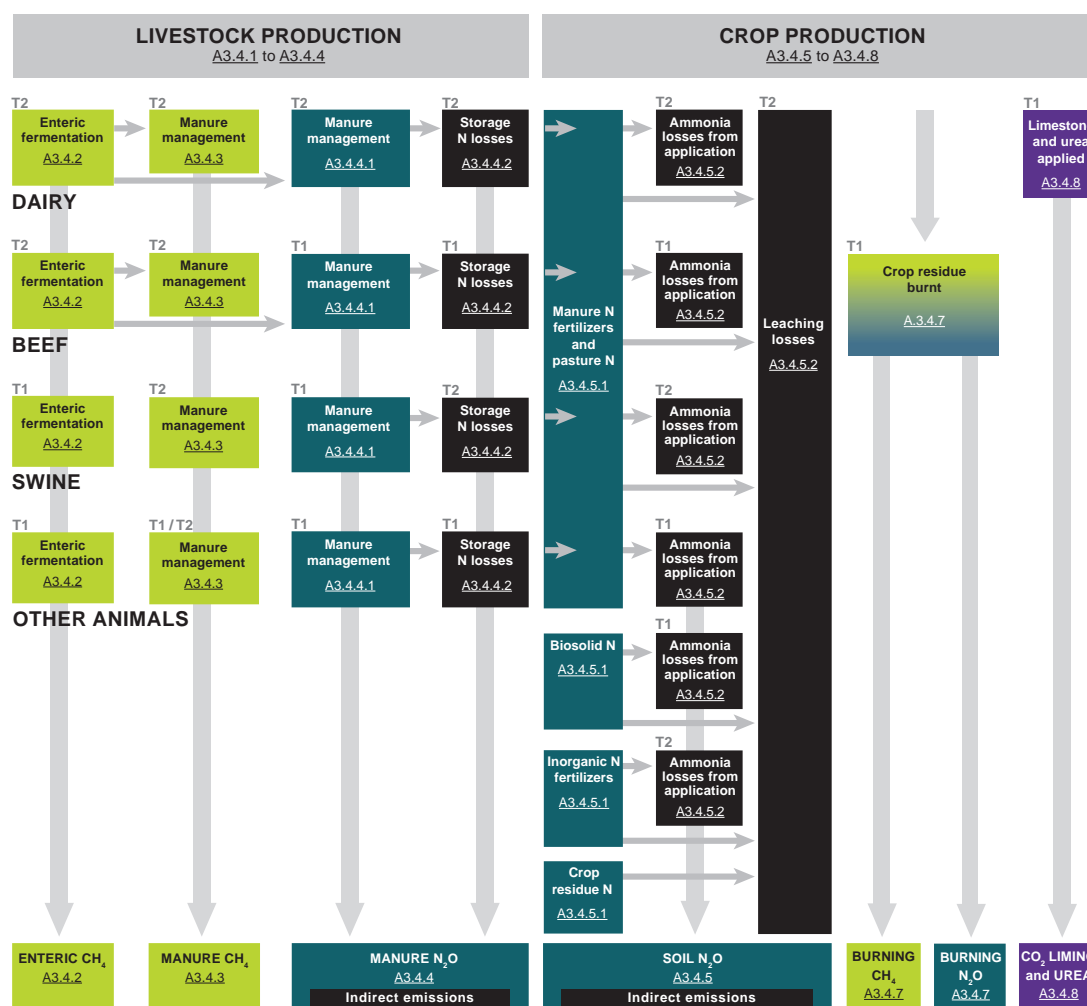 LIVESTOCK PRODUCTION
A3.4.1 to A3.4.4
CROP PRODUCTION
A3.4.5 to A3.4.8
T2
Enteric
fermentation
A3.4.2
T2
Manure
management
A3.4.3
T2
Manure
management
A3.4.4.1
T2
Storage
N losses
A3.4.4.2
DAIRY
T2
Enteric
fermentation
A3.4.2
T2
Manure
management
A3.4.3
T1
Manure
management
A3.4.4.1
T1
Storage
N losses
A3.4.4.2
BEEF
T1
Enteric
fermentation
A3.4.2
T2
Manure
management
A3.4.3
T1
Manure
management
A3.4.4.1
T2
Storage
N losses
A3.4.4.2
SWINE
T1
Enteric
fermentation
A3.4.2
T1 / T2
Manure
management
A3.4.3
T1
Manure
management
A3.4.4.1
T1
Storage
N losses
A3.4.4.2
OTHER ANIMALS
Manure N
fertilizers
and
pasture N
A3.4.5.1
T2
Ammonia
losses from
application
A3.4.5.2
T1
Ammonia
losses from
application
A3.4.5.2
T2
Ammonia
losses from
application
A3.4.5.2
T1
Ammonia
losses from
application
A3.4.5.2
Biosolid N
A3.4.5.1
T1
Ammonia
losses from
application
A3.4.5.2
Inorganic N
fertilizers
A3.4.5.1
T2
Ammonia
losses from
application
A3.4.5.2
Crop
residue N
A3.4.5.1
T2
Leaching
losses
A3.4.5.2
T1
Crop residue
burnt
A.3.4.7
T1
Limeston
and urea
applied
A3.4.8
ENTERIC CH₄
A3.4.2
MANURE CH₄
A3.4.3
MANURE N₂O
A3.4.4
Indirect emissions
SOIL N₂O
A3.4.5
Indirect emissions
BURNING
CH₄
A3.4.7
BURNING
N₂O
A3.4.7
CO₂ LIMING
and UREA
A3.4.8